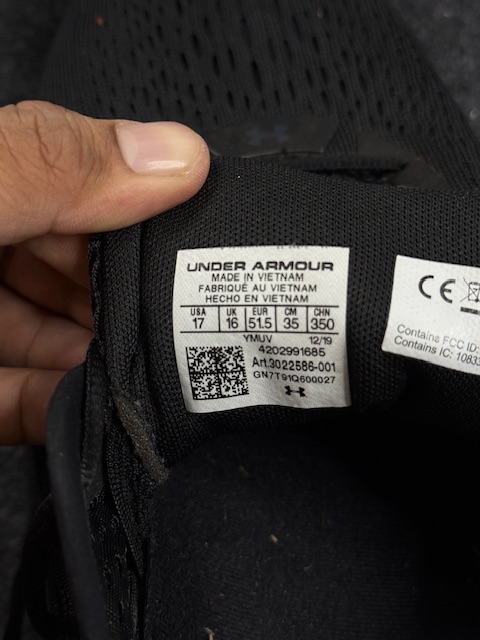 UNDER ARMOUR
MADE IN VIETNAM
FABRIQUÉ AU VIETNAM
HECHO EN VIETNAM
USA UK EUR CM CHN
17 16 51.5 35 350
YMUV 12/19
4202991685
Art.3022586-001
GN7T91Q600027
CE
Contains FCC ID:
Contains IC: 1083